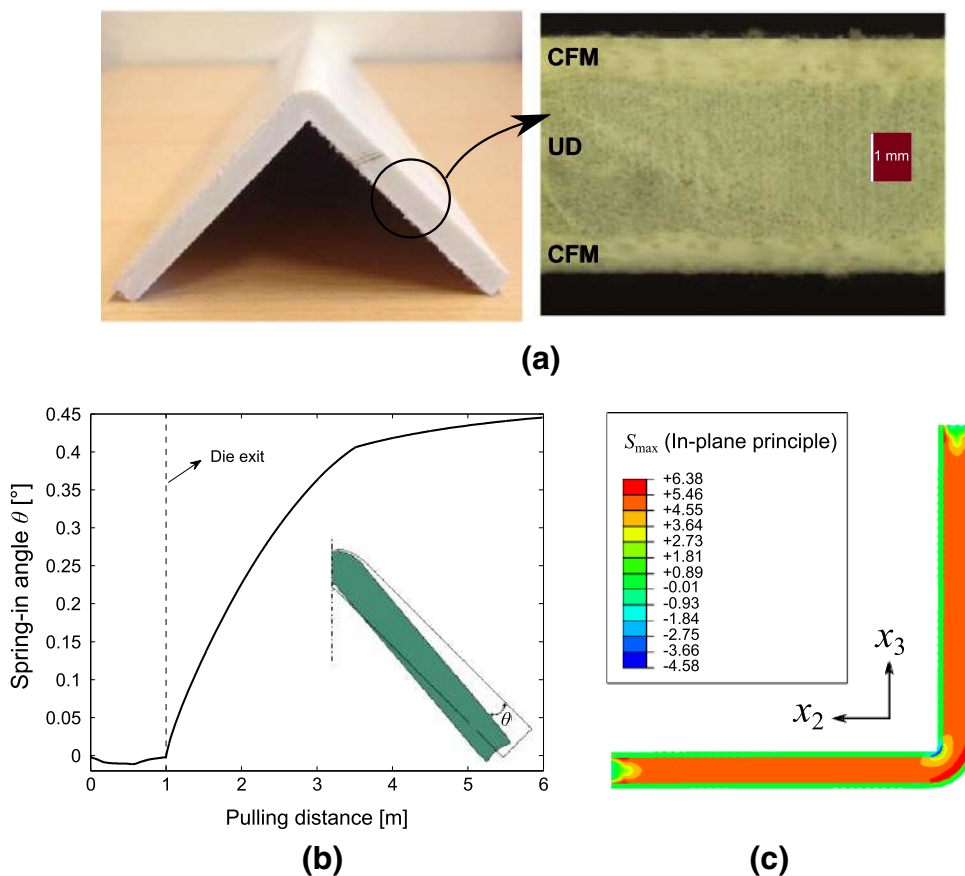 CFM
UD
1 mm
CFM
(a)
0.45
0.4
0.35
0.3
0.25
0.2
0.15
0.1
0.05
0
Spring-in angle θ [°]
Die exit
θ
0 1 2 3 4 5 6
Pulling distance [m]
(b)
Smax (In-plane principle)
+6.38
+5.46
+4.55
+3.64
+2.73
+1.81
+0.89
-0.01
-0.93
-1.84
-2.75
-3.66
-4.58
x3
x2
(c)